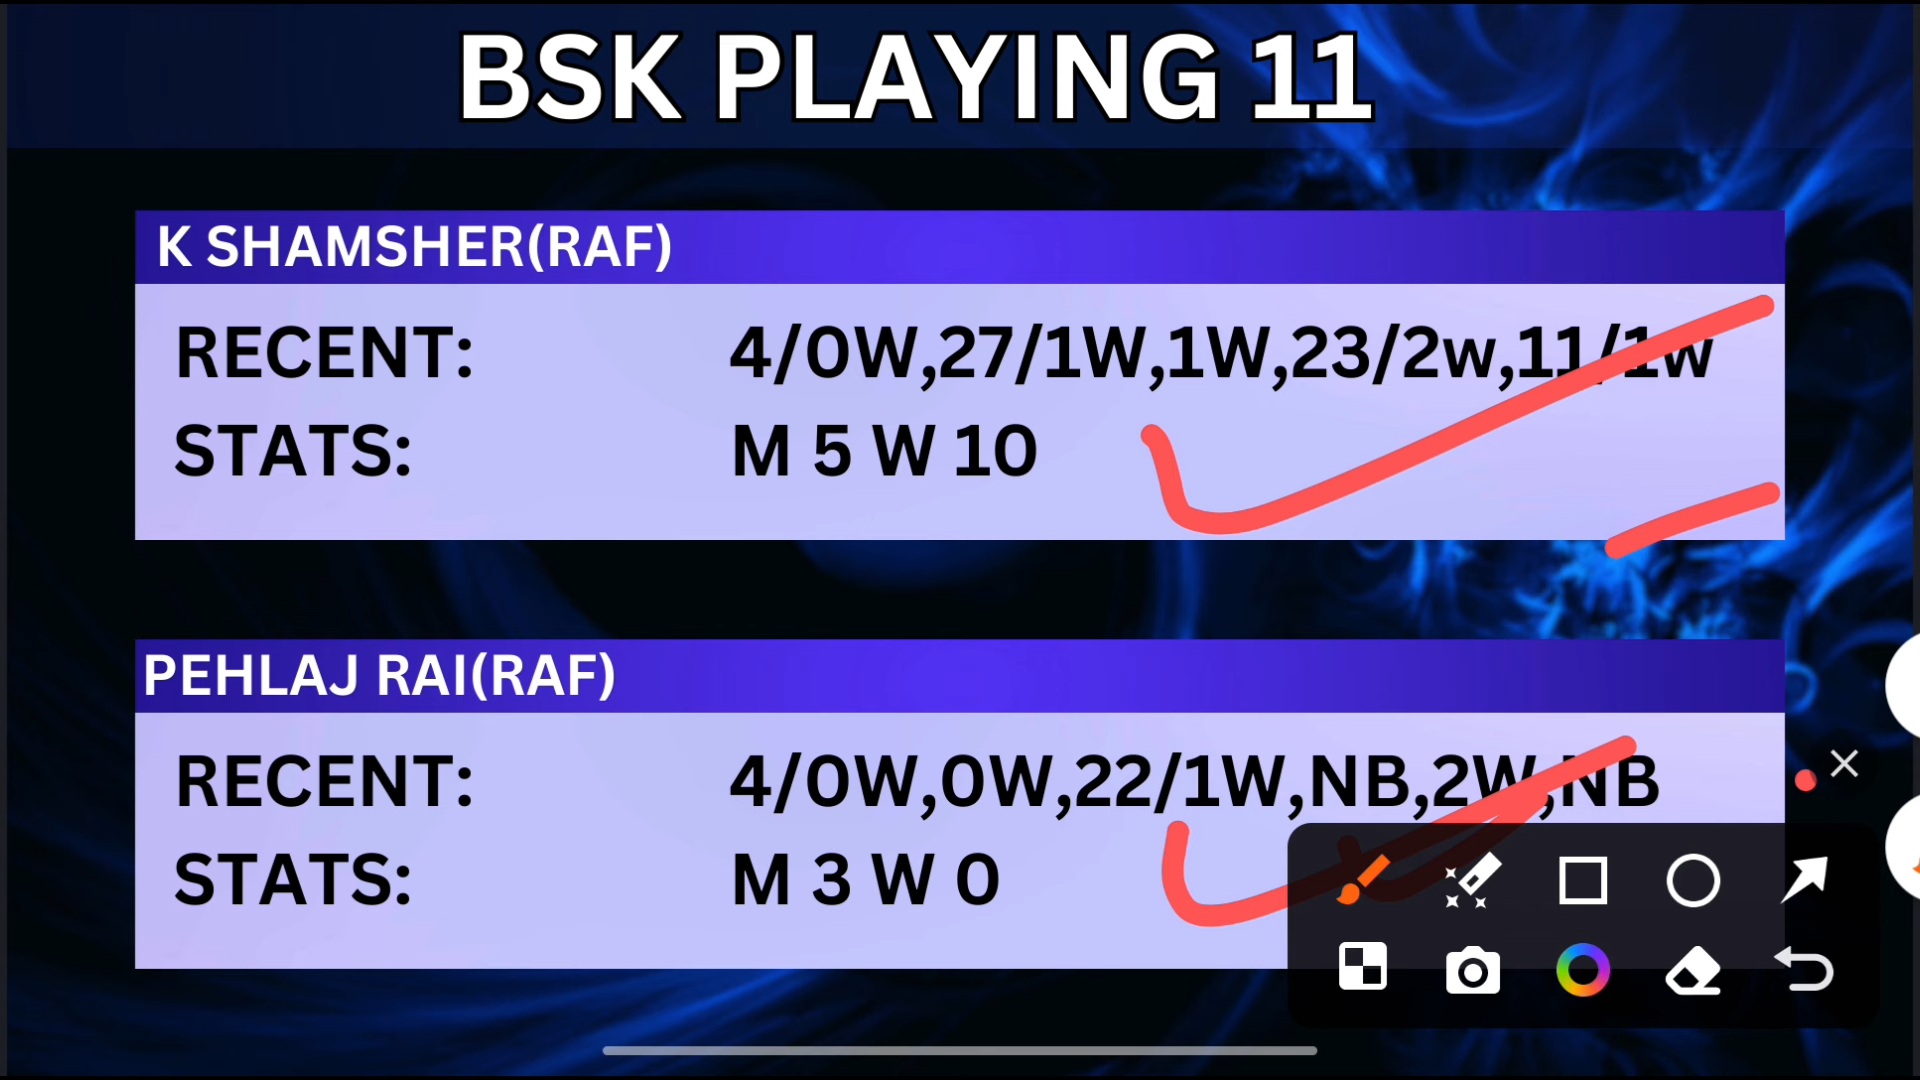 BSK PLAYING 11
K SHAMSHER(RAF)
RECENT: 4/0W,27/1W,1W,23/2w,11/1w
STATS: M 5 W 10
PEHLAJ RAI(RAF)
RECENT: 4/0W,0W,22/1W,NB,2W,NB
STATS: M 3 W 0